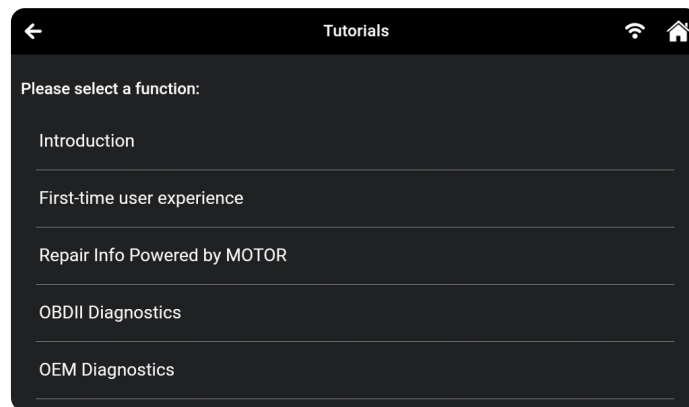 Tutorials
Please select a function:
Introduction
First-time user experience
Repair Info Powered by MOTOR
OBDII Diagnostics
OEM Diagnostics